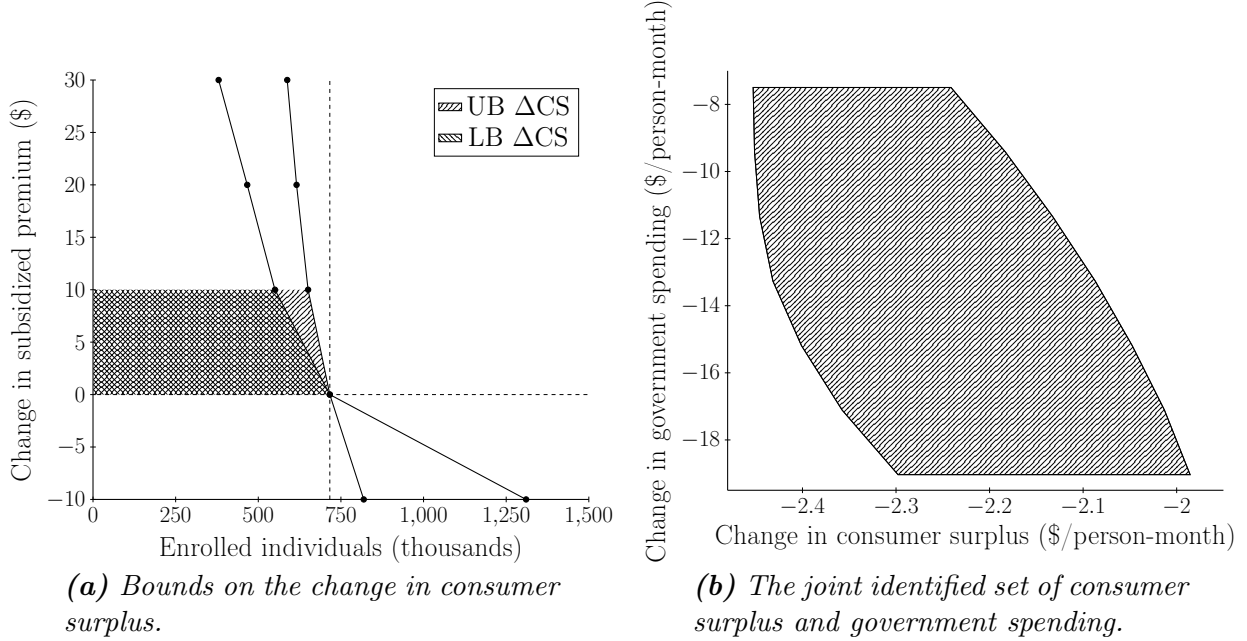 30
25
20
15
10
5
0
−5
−10
0
250
500
750
1,000
1,250
1,500
Change in subsidized premium ($)
Enrolled individuals (thousands)
UB ΔCS
LB ΔCS
(a) Bounds on the change in consumer
surplus.
−8
−10
−12
−14
−16
−18
−2.4
−2.3
−2.2
−2.1
−2
Change in government spending ($/person-month)
Change in consumer surplus ($/person-month)
(b) The joint identified set of consumer
surplus and government spending.